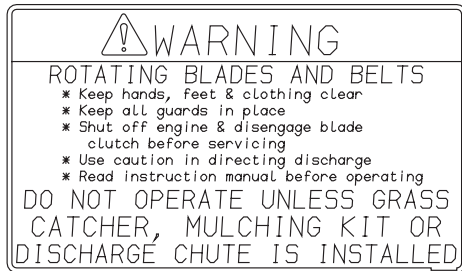 WARNING
ROTATING BLADES AND BELTS
* Keep hands, feet & clothing clear
* Keep all guards in place
* Shut off engine & disengage blade
clutch before servicing
* Use caution in directing discharge
* Read instruction manual before operating
DO NOT OPERATE UNLESS GRASS
CATCHER, MULCHING KIT OR
DISCHARGE CHUTE IS INSTALLED